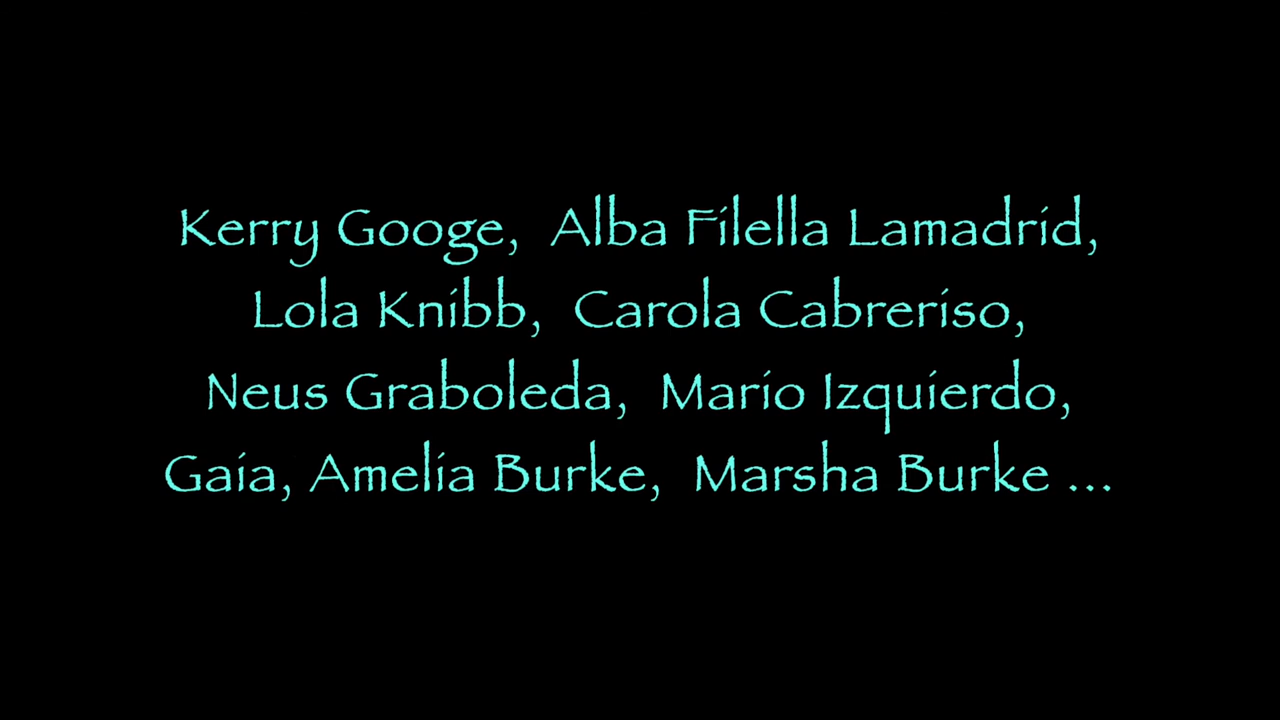 Kerry Googe, Alba Filella Lamadrid,
Lola Knibb, Carola Cabreriso,
Neus Graboleda, Mario Izquierdo,
Gaia, Amelia Burke, Marsha Burke ...